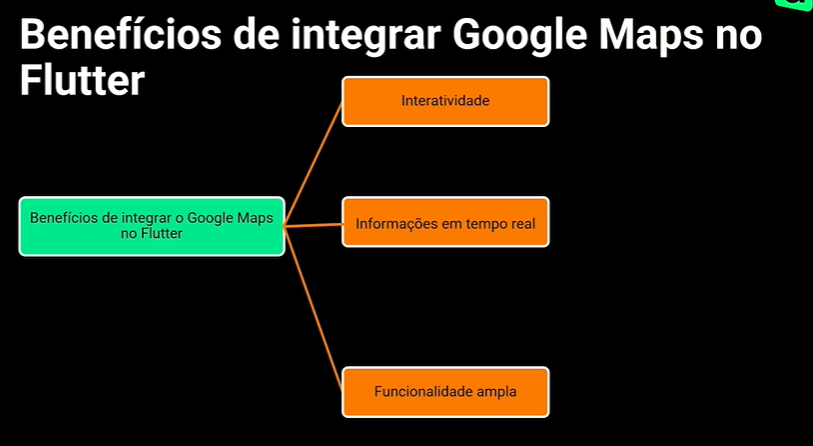 Benefícios de integrar Google Maps no
Flutter
Interatividade
Benefícios de integrar o Google Maps
no Flutter
Informações em tempo real
Funcionalidade ampla